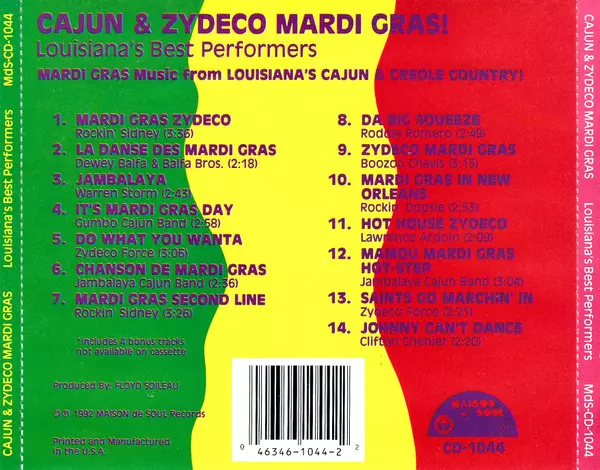 CAJUN & ZYDECO MARDI GRAS!
Louisiana's Best Performers
MARDI GRAS Music from LOUISIANA'S CAJUN & CREOLE COUNTRY!
1. MARDI GRAS ZYDECO
Rockin' Sidney (3:36)
2. LA DANSE DES MARDI GRAS
Dewey Balfa & Balfa Bros. (2:18)
3. JAMBALAYA
Warren Storm (2:43)
4. IT'S MARDI GRAS DAY
Gumbo Cajun Band (2:58)
5. DO WHAT YOU WANTA
Zydeco Force (3:06)
6. CHANSON DE MARDI GRAS
Jambalaya Cajun Band (2:36)
7. MARDI GRAS SECOND LINE
Rockin' Sidney (3:26)
*Includes 4 bonus tracks
not available on cassette
8. DA BIG SQUEEZE
Roddie Romero (2:49)
9. ZYDECO MARDI GRAS
Boozoo Chavis (3:13)
10. MARDI GRAS IN NEW
ORLEANS
Rockin' Dopsie (2:53)
11. HOT HOUSE ZYDECO
Lawrence Ardoin (2:09)
12. MAMOU MARDI GRAS
HOT-STEP
Jambalaya Cajun Band (3:04)
13. SAINTS GO MARCHIN' IN
Zydeco Force (2:21)
14. JOHNNY CAN'T DANCE
Clifton Chenier (2:20)
Produced By: FLOYD SOILEAU
© ℗ 1992 MAISON de SOUL Records
Printed and Manufactured
in the U.S.A.
0 46346-1044-2 2
MAISON DE SOUL
CD-1044
CAJUN & ZYDECO MARDI GRAS Louisiana's Best Performers MdS-CD-1044
CAJUN & ZYDECO MARDI GRAS Louisiana's Best Performers MdS-CD-1044